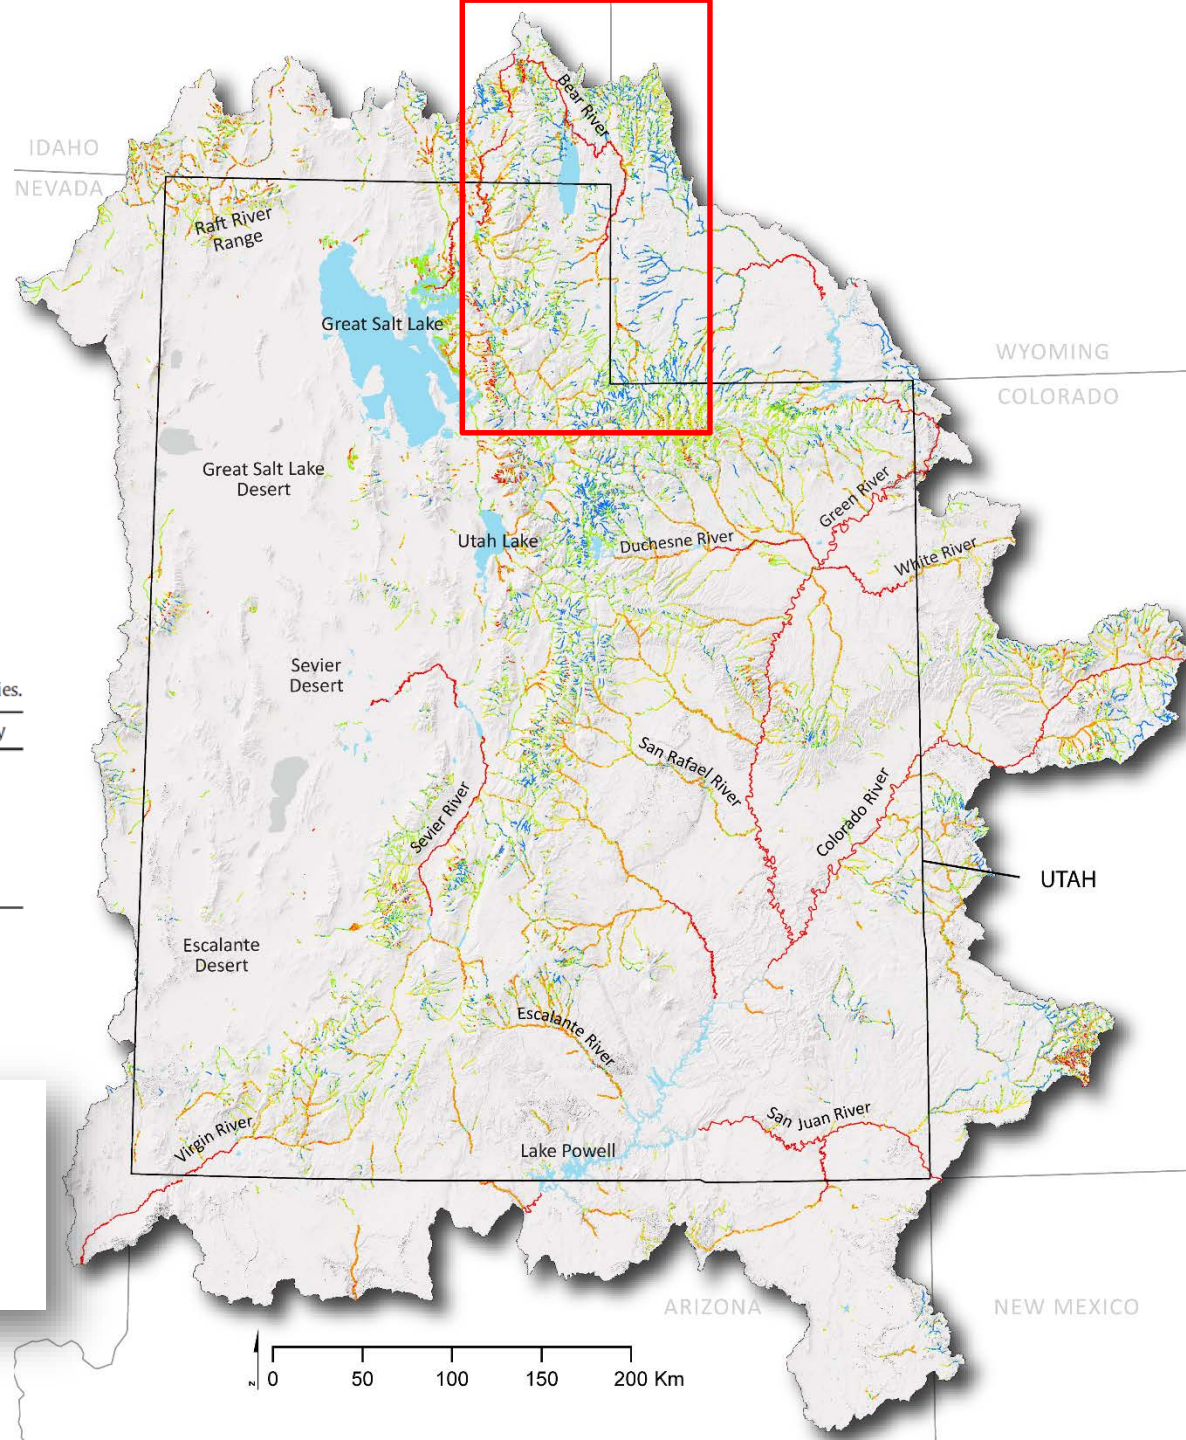 Bear River
IDAHO
NEVADA
Raft River
Range
Great Salt Lake
WYOMING
COLORADO
Great Salt Lake
Desert
Green River
Utah Lake
Duchesne River
White River
Sevier
Desert
ies.
y
San Rafael River
Sevier River
Colorado River
UTAH
Escalante
Desert
Escalante River
Virgin River
San Juan River
Lake Powell
ARIZONA
NEW MEXICO
N
0 50 100 150 200 Km